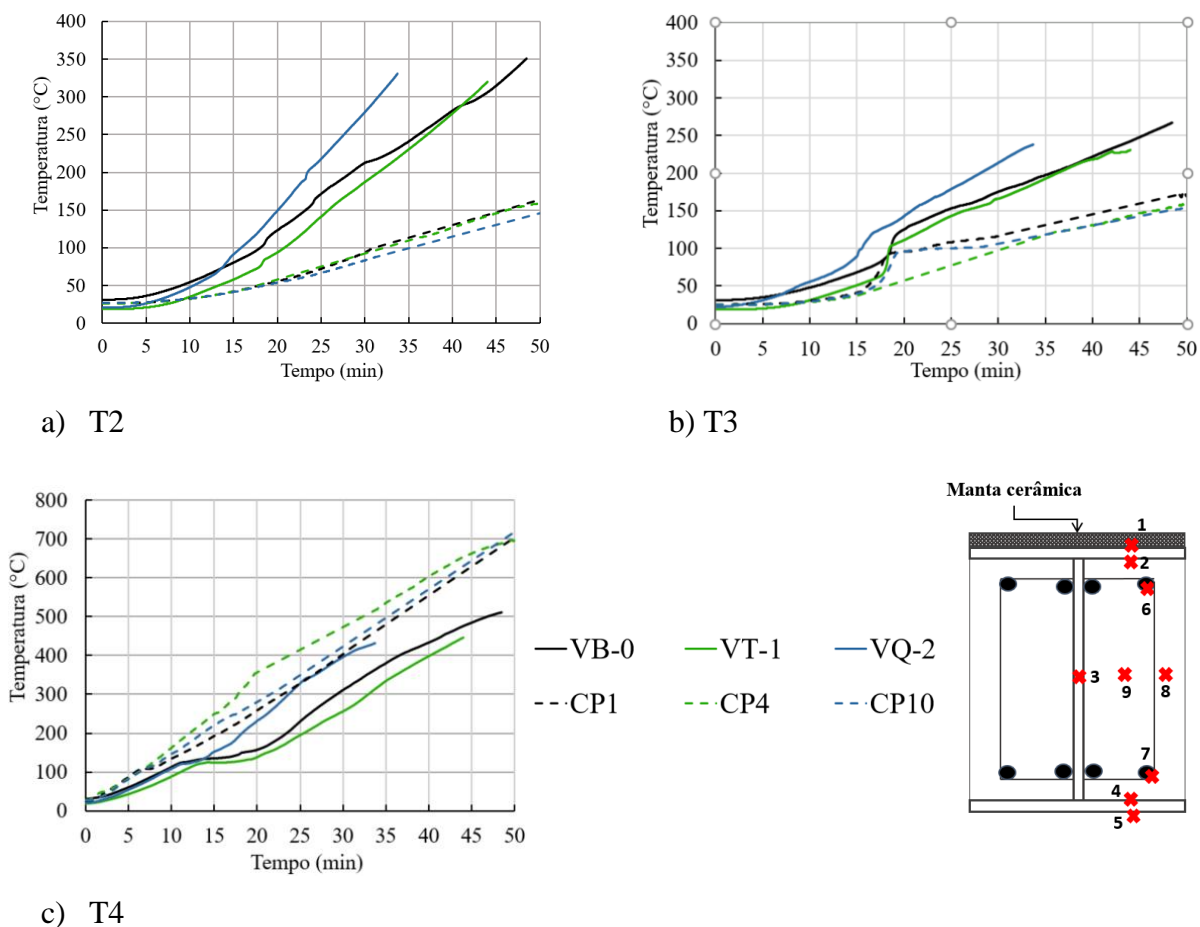 400
350
300
250
200
150
100
50
0
Temperatura (°C)
0 5 10 15 20 25 30 35 40 45 50
Tempo (min)
a) T2
400
350
300
250
200
150
100
50
0
Temperatura (°C)
0 5 10 15 20 25 30 35 40 45 50
Tempo (min)
b) T3
800
700
600
500
400
300
200
100
0
Temperatura (°C)
0 5 10 15 20 25 30 35 40 45 50
Tempo (min)
c) T4
VB-0 VT-1 VQ-2
CP1 CP4 CP10
Manta cerâmica
1
2
6
3
9
8
7
4
5